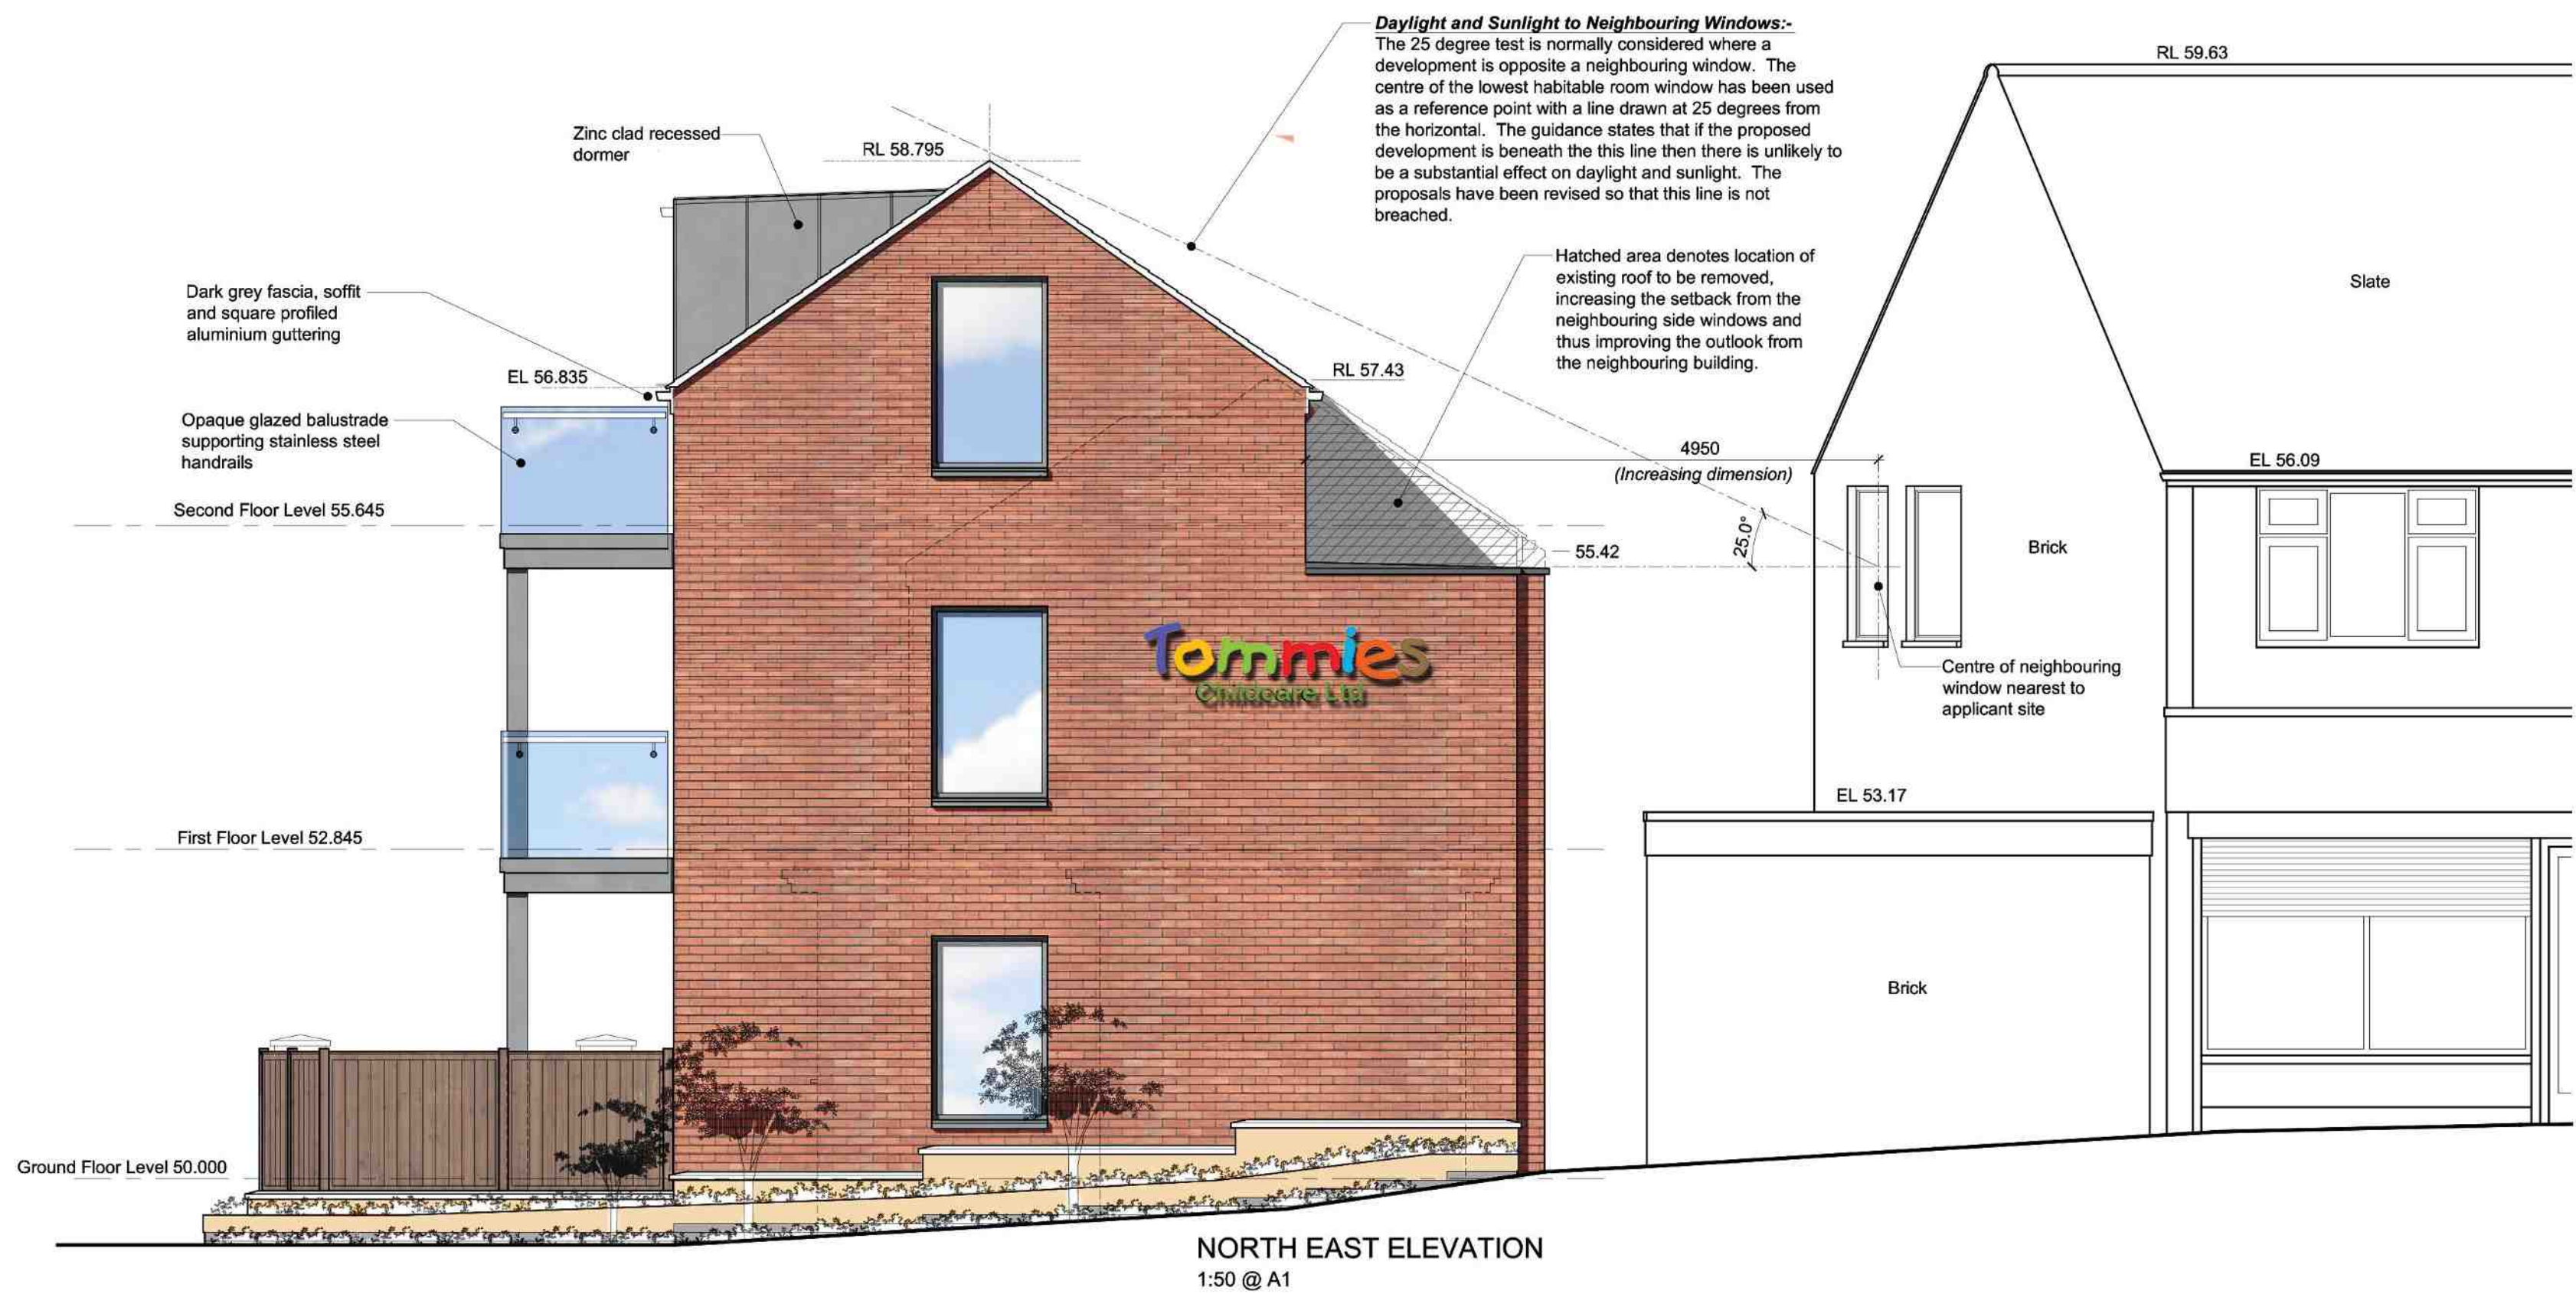 Daylight and Sunlight to Neighbouring Windows:-
The 25 degree test is normally considered where a
development is opposite a neighbouring window. The
centre of the lowest habitable room window has been used
as a reference point with a line drawn at 25 degrees from
the horizontal. The guidance states that if the proposed
development is beneath the this line then there is unlikely to
be a substantial effect on daylight and sunlight. The
proposals have been revised so that this line is not
breached.
RL 59.63
Zinc clad recessed
dormer
RL 58.795
Hatched area denotes location of
existing roof to be removed,
increasing the setback from the
neighbouring side windows and
thus improving the outlook from
the neighbouring building.
Slate
Dark grey fascia, soffit
and square profiled
aluminium guttering
EL 56.835
RL 57.43
Opaque glazed balustrade
supporting stainless steel
handrails
4950
(Increasing dimension)
EL 56.09
Second Floor Level 55.645
55.42
25.0°
Brick
Tommies
Childcare Ltd
Centre of neighbouring
window nearest to
applicant site
EL 53.17
First Floor Level 52.845
Brick
Ground Floor Level 50.000
NORTH EAST ELEVATION
1:50 @ A1